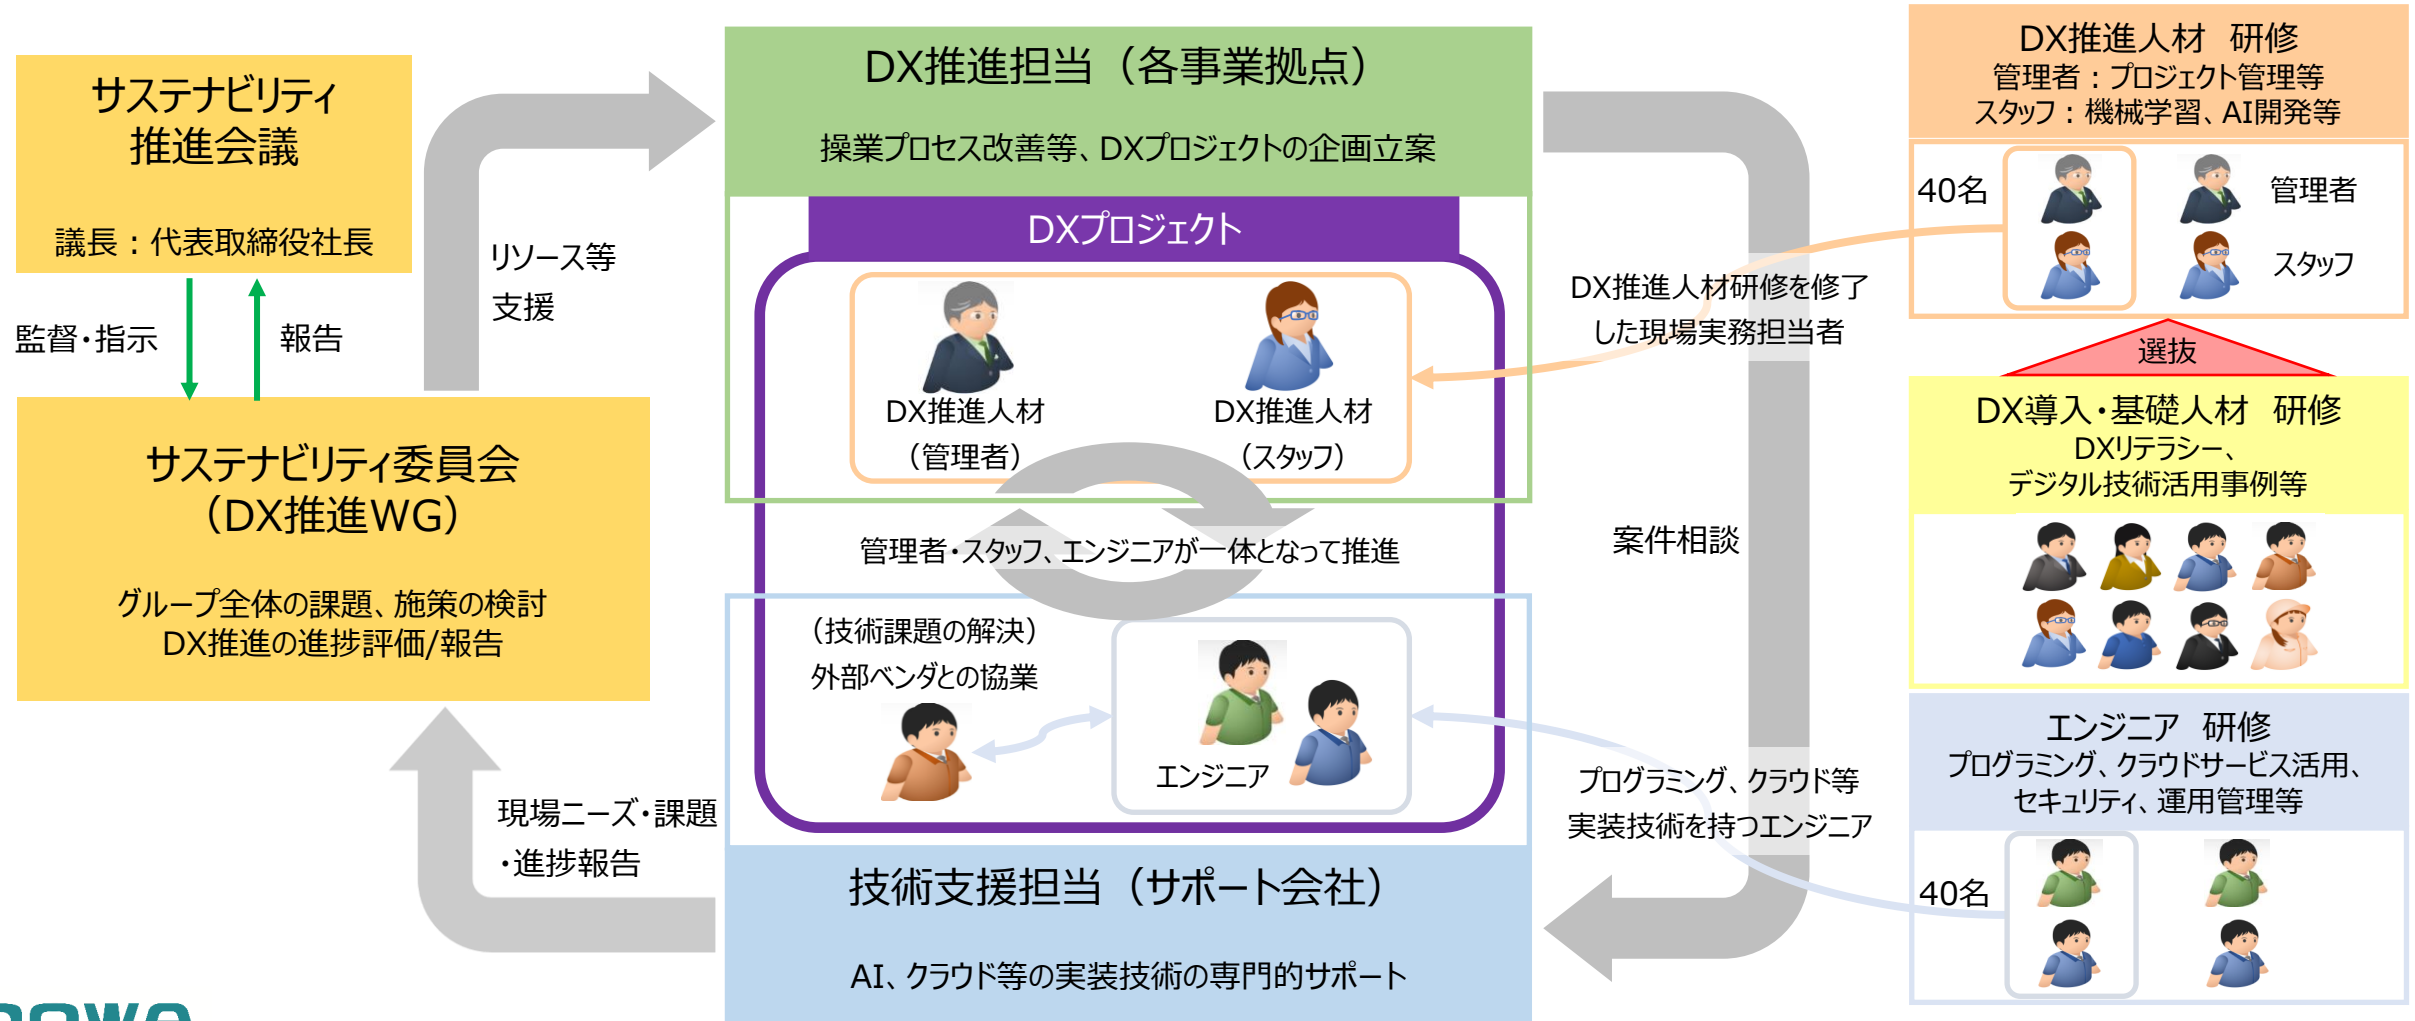 サステナビリティ
推進会議
議長：代表取締役社長
監督・指示
報告
サステナビリティ委員会
（DX推進WG）
グループ全体の課題、施策の検討
DX推進の進捗評価/報告
リソース等
支援
現場ニーズ・課題
・進捗報告
DX推進担当（各事業拠点）
操業プロセス改善等、DXプロジェクトの企画立案
DXプロジェクト
DX推進人材
（管理者）
DX推進人材
（スタッフ）
管理者・スタッフ、エンジニアが一体となって推進
（技術課題の解決）
外部ベンダとの協業
エンジニア
技術支援担当（サポート会社）
AI、クラウド等の実装技術の専門的サポート
DX推進人材研修を修了
した現場実務担当者
案件相談
プログラミング、クラウド等
実装技術を持つエンジニア
DX推進人材　研修
管理者：プロジェクト管理等
スタッフ：機械学習、AI開発等
40名
管理者
スタッフ
選抜
DX導入・基礎人材　研修
DXリテラシー、
デジタル技術活用事例等
エンジニア　研修
プログラミング、クラウドサービス活用、
セキュリティ、運用管理等
40名